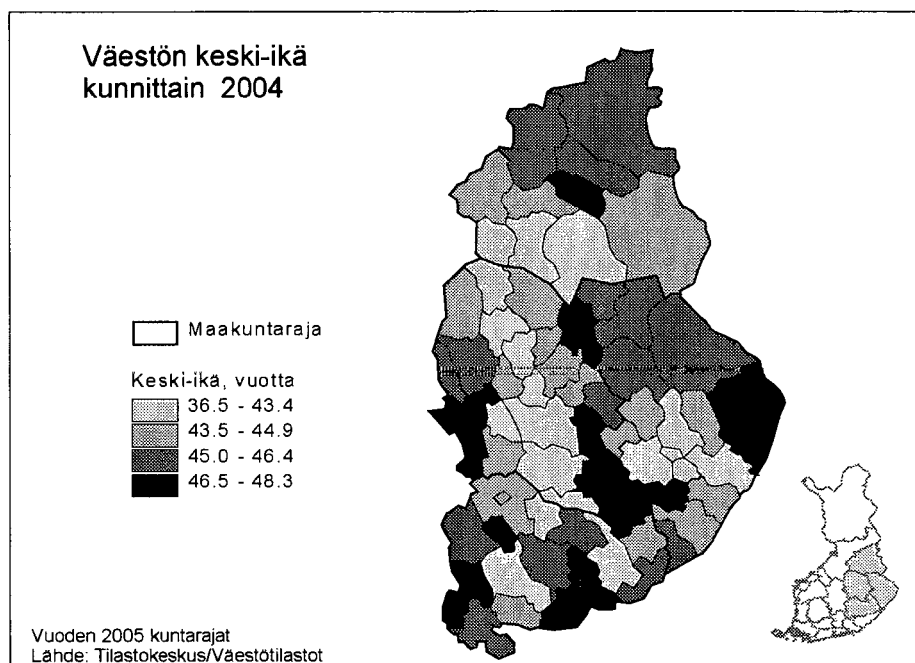 Väestön keski-ikä
kunnittain 2004
Maakuntaraja
Keski-ikä, vuotta
36.5 - 43.4
43.5 - 44.9
45.0 - 46.4
46.5 - 48.3
Vuoden 2005 kuntarajat
Lähde: Tilastokeskus/Väestötilastot